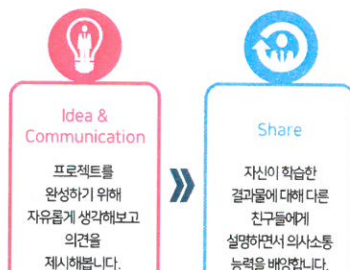 Idea &
Communication
프로젝트를
완성하기 위해
자유롭게 생각해보고
의견을
제시해봅니다.
Share
자신이 학습한
결과물에 대해 다른
친구들에게
설명하면서 의사소통
능력을 배양합니다.